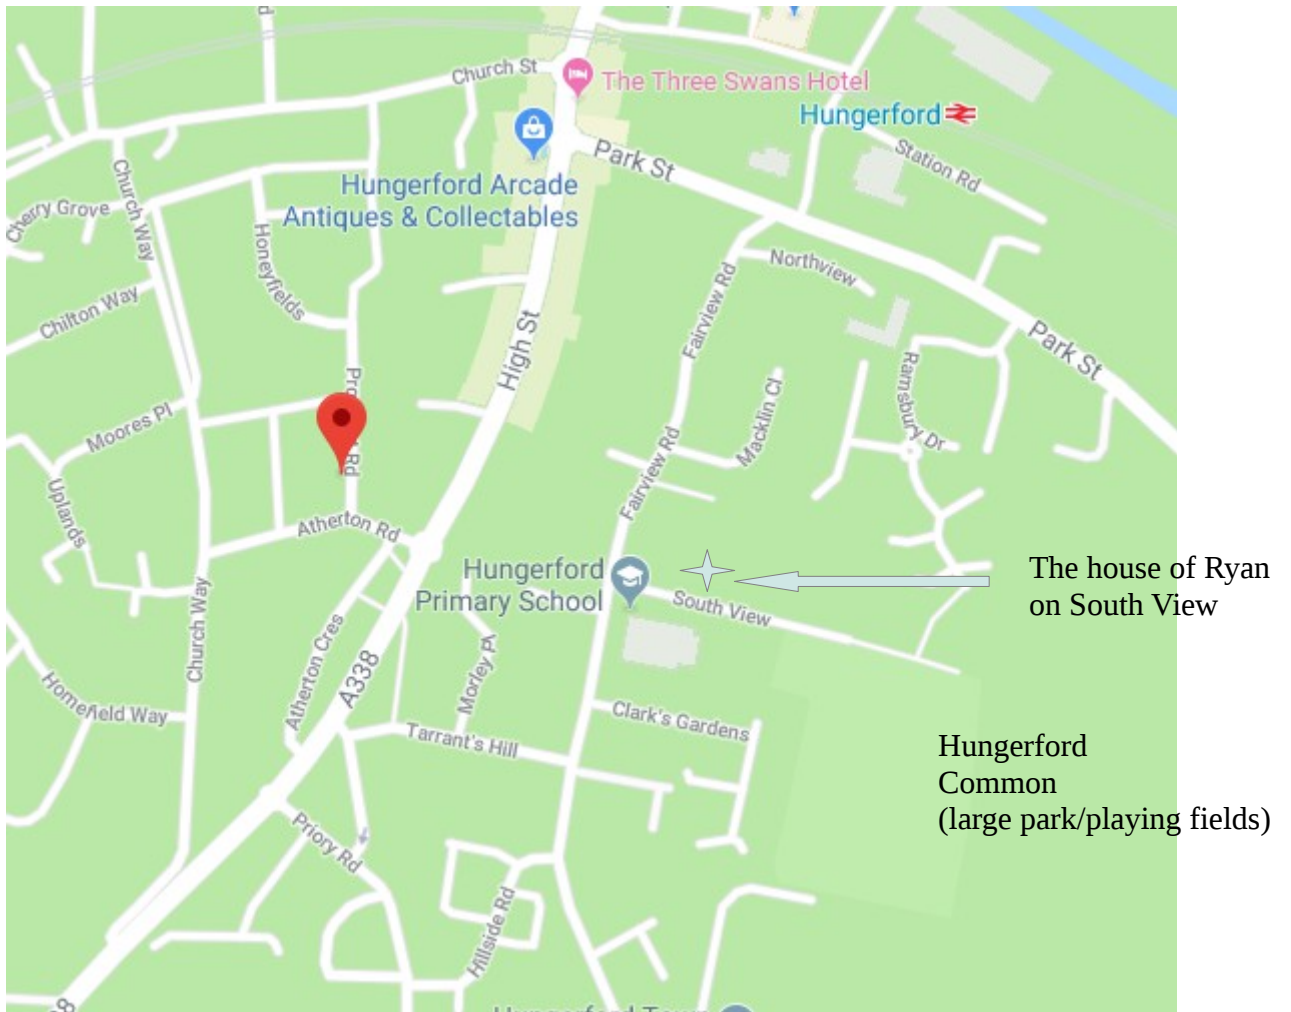 Church St
The Three Swans Hotel
Hungerford
Park St
Station Rd
Hungerford Arcade
Antiques & Collectables
Church Way
Cherry Grove
Honeyfields
Northview
Chilton Way
Fairview Rd
High St
Park St
Ramsbury Dr
Macklin Cl
Moores Pl
Rd
Fairview Rd
Uplands
Atherton Rd
Hungerford
Primary School
South View
The house of Ryan
on South View
Church Way
Atherton Cres
A338
Morley Pl
Homefield Way
Clark's Gardens
Tarrant's Hill
Hungerford
Common
(large park/playing fields)
Priory Rd
Hillside Rd